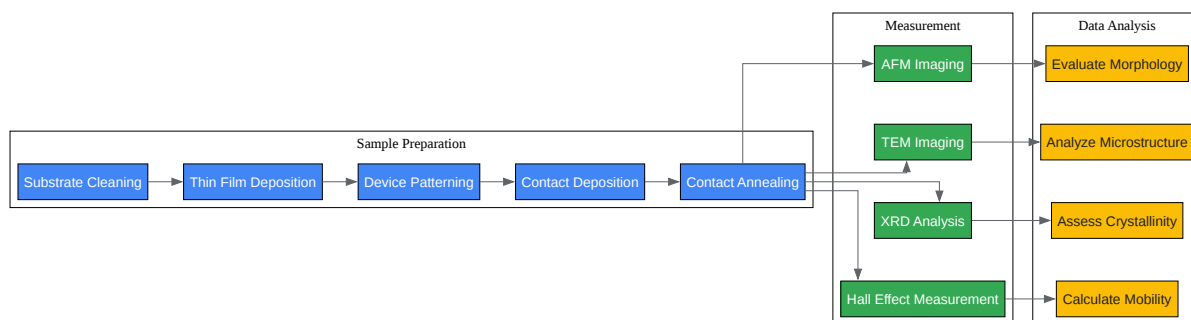 Measurement
Data Analysis
AFM Imaging
Evaluate Morphology
Sample Preparation
TEM Imaging
Analyze Microstructure
Substrate Cleaning
Thin Film Deposition
Device Patterning
Contact Deposition
Contact Annealing
XRD Analysis
Assess Crystallinity
Hall Effect Measurement
Calculate Mobility